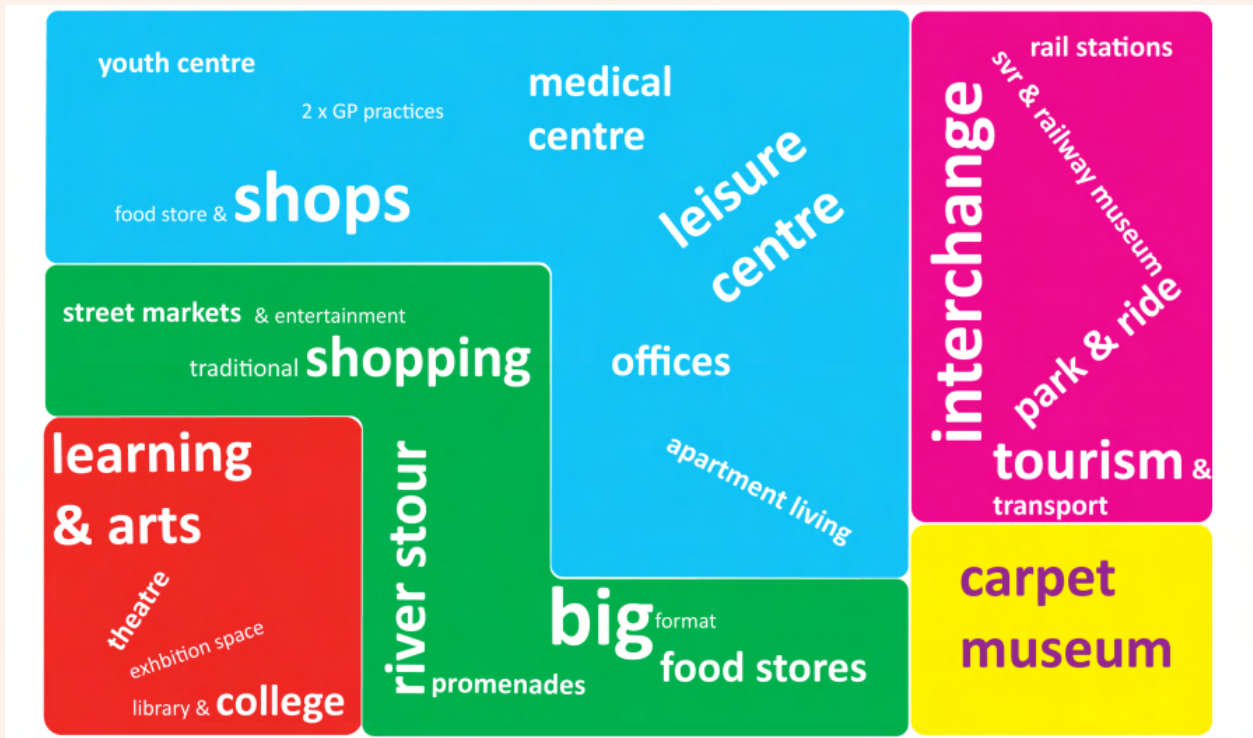 youth centre
2 x GP practices
food store & shops
medical
centre
leisure
centre
offices
apartment living
street markets & entertainment
traditional shopping
river stour
promenades
big format
food stores
learning
& arts
theatre
exhbition space
library & college
rail stations
svr & railway museum
interchange
park & ride
tourism &
transport
carpet
museum